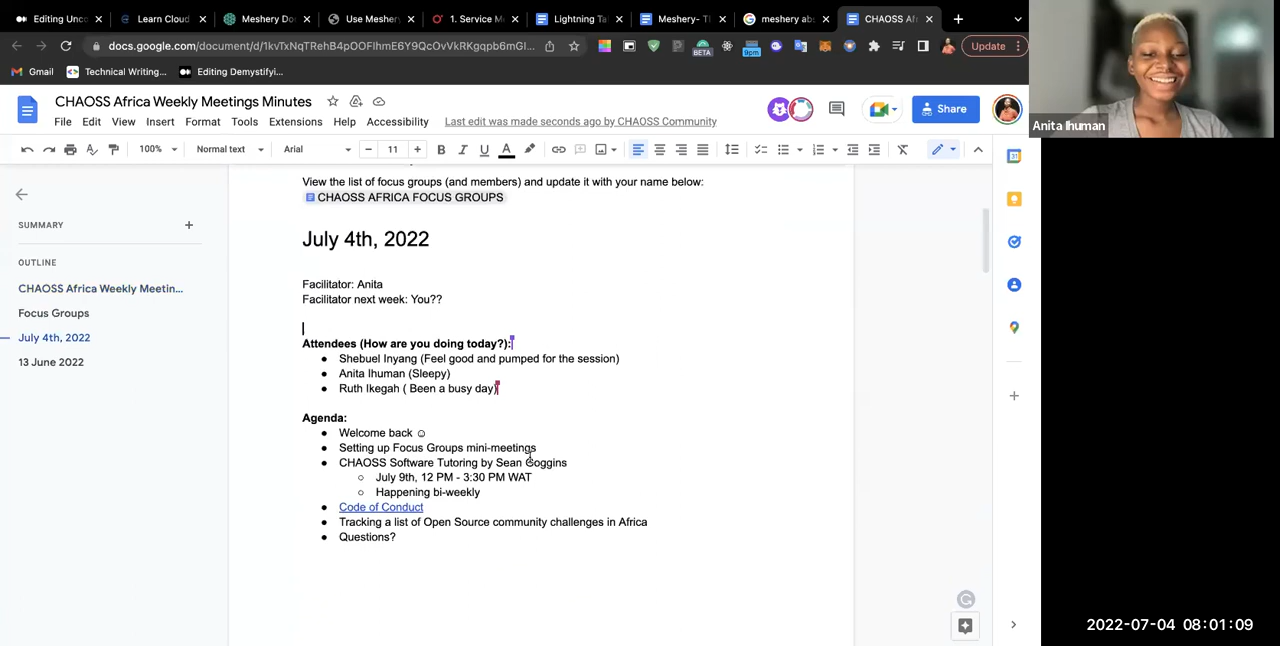 Editing Unc
Learn Cloud
Meshery Do
Use Meshery
1. Service M
Lightning Ta
Meshery- T
meshery ab
CHAOSS Af
docs.google.com/document/d/1kvTxNqTRehB4pOOFlhmE6Y9QcOvVkRKgqpb6mGl...
BETA
9pm
Update
Gmail
Technical Writing...
Editing Demystifyi...
CHAOSS Africa Weekly Meetings Minutes
File Edit View Insert Format Tools Extensions Help Accessibility
Last edit was made seconds ago by CHAOSS Community
Share
100%
Normal text
Arial
11
B I U A
SUMMARY
OUTLINE
CHAOSS Africa Weekly Meetin...
Focus Groups
July 4th, 2022
13 June 2022
View the list of focus groups (and members) and update it with your name below:
CHAOSS AFRICA FOCUS GROUPS
July 4th, 2022
Facilitator: Anita
Facilitator next week: You??
Attendees (How are you doing today?):
Shebuel Inyang (Feel good and pumped for the session)
Anita Ihuman (Sleepy)
Ruth Ikegah ( Been a busy day)
Agenda:
Welcome back ☺
Setting up Focus Groups mini-meetings
CHAOSS Software Tutoring by Sean Goggins
July 9th, 12 PM - 3:30 PM WAT
Happening bi-weekly
Code of Conduct
Tracking a list of Open Source community challenges in Africa
Questions?
Anita Ihuman
31
2022-07-04 08:01:09